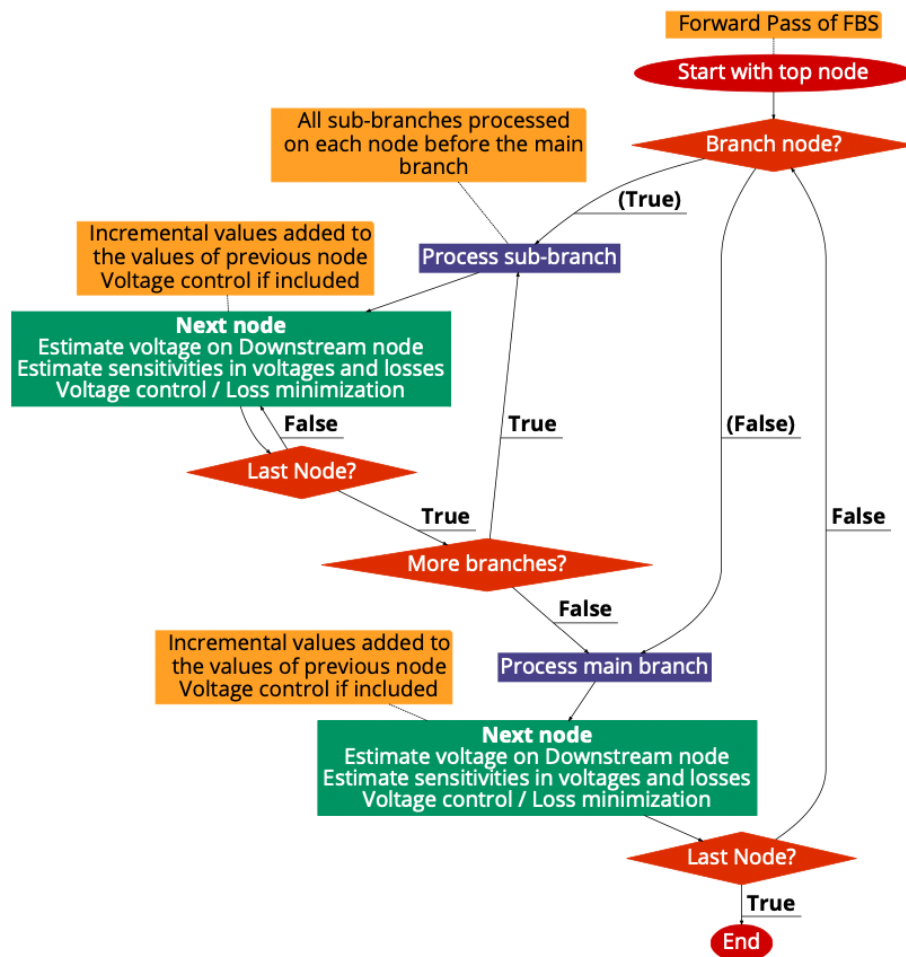 Forward Pass of FBS
Start with top node
All sub-branches processed
on each node before the main
branch
Branch node?
(True)
Incremental values added to
the values of previous node
Voltage control if included
Process sub-branch
Next node
Estimate voltage on Downstream node
Estimate sensitivities in voltages and losses
Voltage control / Loss minimization
False
True
(False)
Last Node?
True
False
More branches?
False
Incremental values added to
the values of previous node
Voltage control if included
Process main branch
Next node
Estimate voltage on Downstream node
Estimate sensitivities in voltages and losses
Voltage control / Loss minimization
Last Node?
True
End